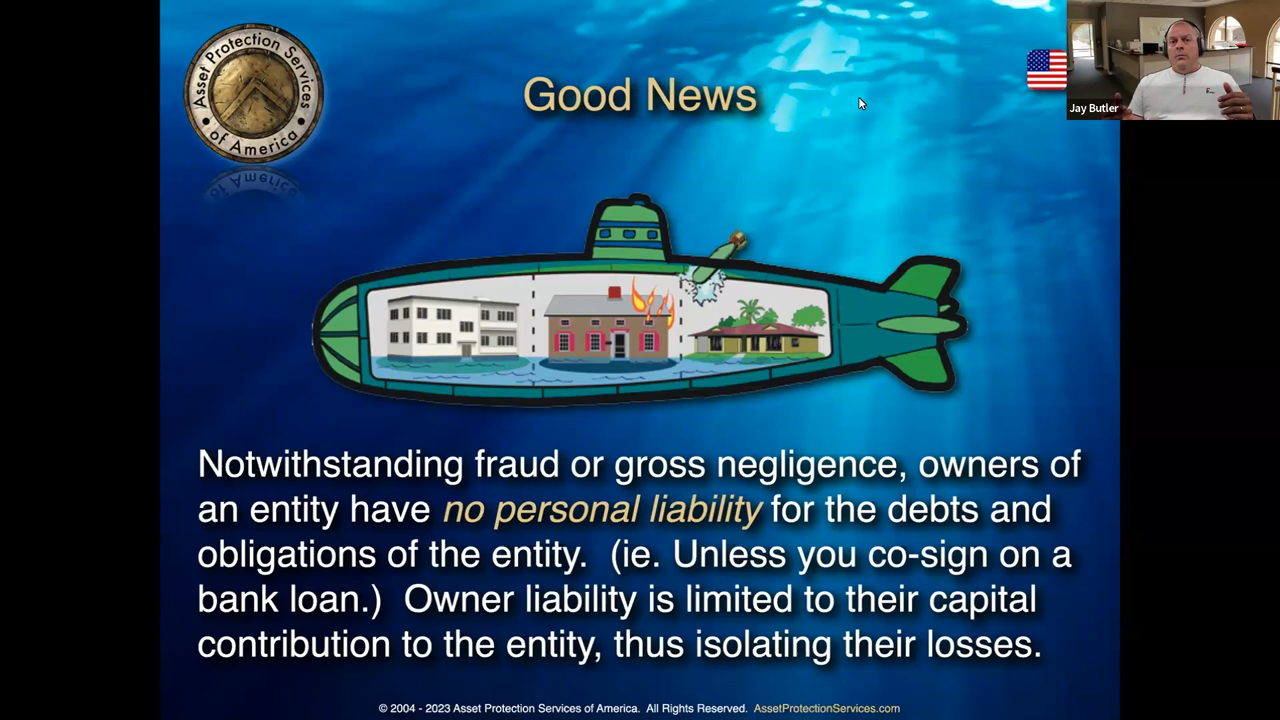 Asset Protection Services
of America
Good News
Jay Butler
Notwithstanding fraud or gross negligence, owners of
an entity have no personal liability for the debts and
obligations of the entity.  (ie. Unless you co-sign on a
bank loan.)  Owner liability is limited to their capital
contribution to the entity, thus isolating their losses.
© 2004 - 2023 Asset Protection Services of America.  All Rights Reserved.  AssetProtectionServices.com